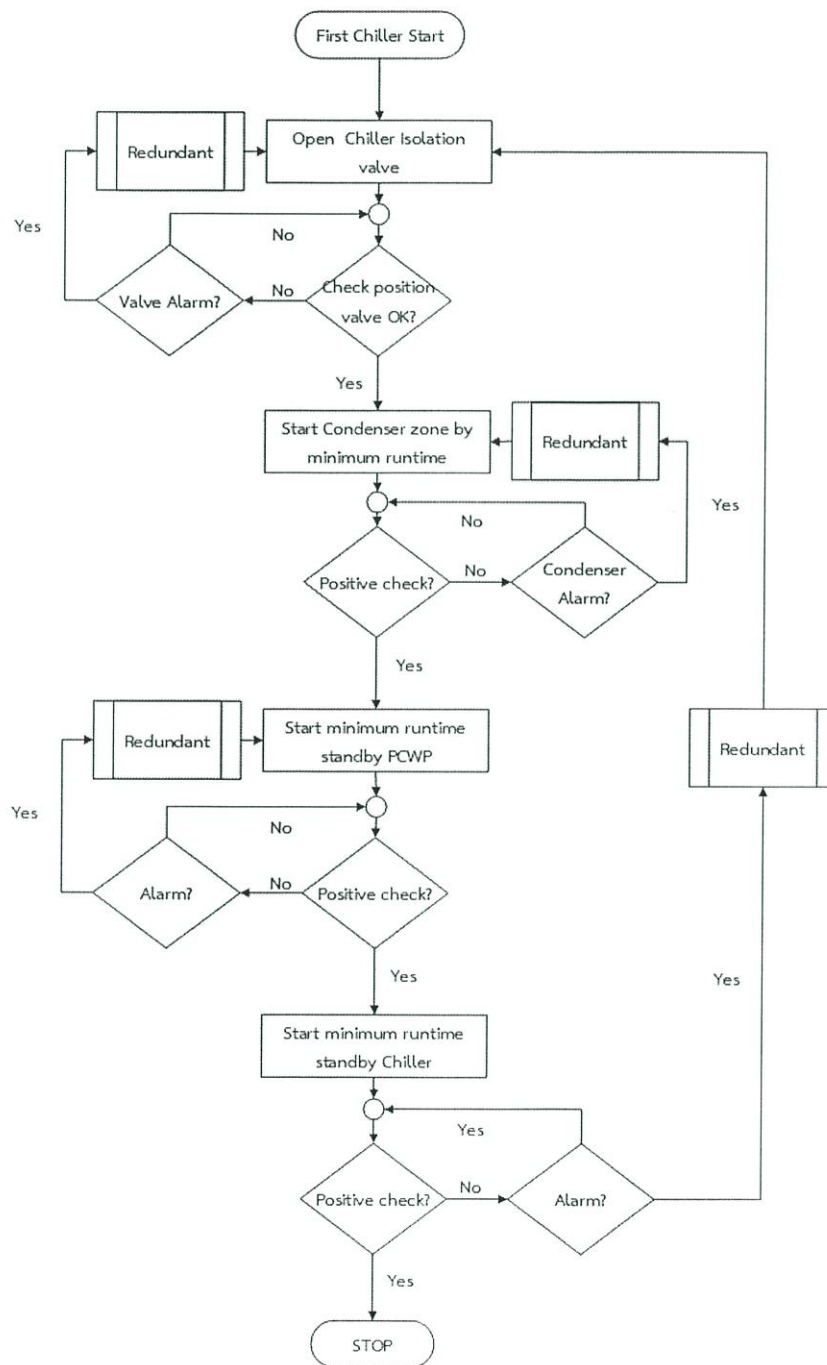 First Chiller Start
Redundant
Open Chiller Isolation
valve
Yes
No
Valve Alarm?
No
Check position
valve OK?
Yes
Start Condenser zone by
minimum runtime
Redundant
No
Yes
Positive check?
No
Condenser
Alarm?
Yes
Redundant
Start minimum runtime
standby PCWP
Redundant
Yes
No
Alarm?
No
Positive check?
Yes
Yes
Start minimum runtime
standby Chiller
Yes
Positive check?
No
Alarm?
Yes
STOP